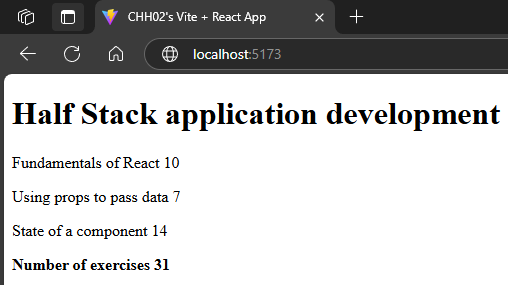 CHH02's Vite + React App
localhost:5173
Half Stack application development
Fundamentals of React 10
Using props to pass data 7
State of a component 14
Number of exercises 31